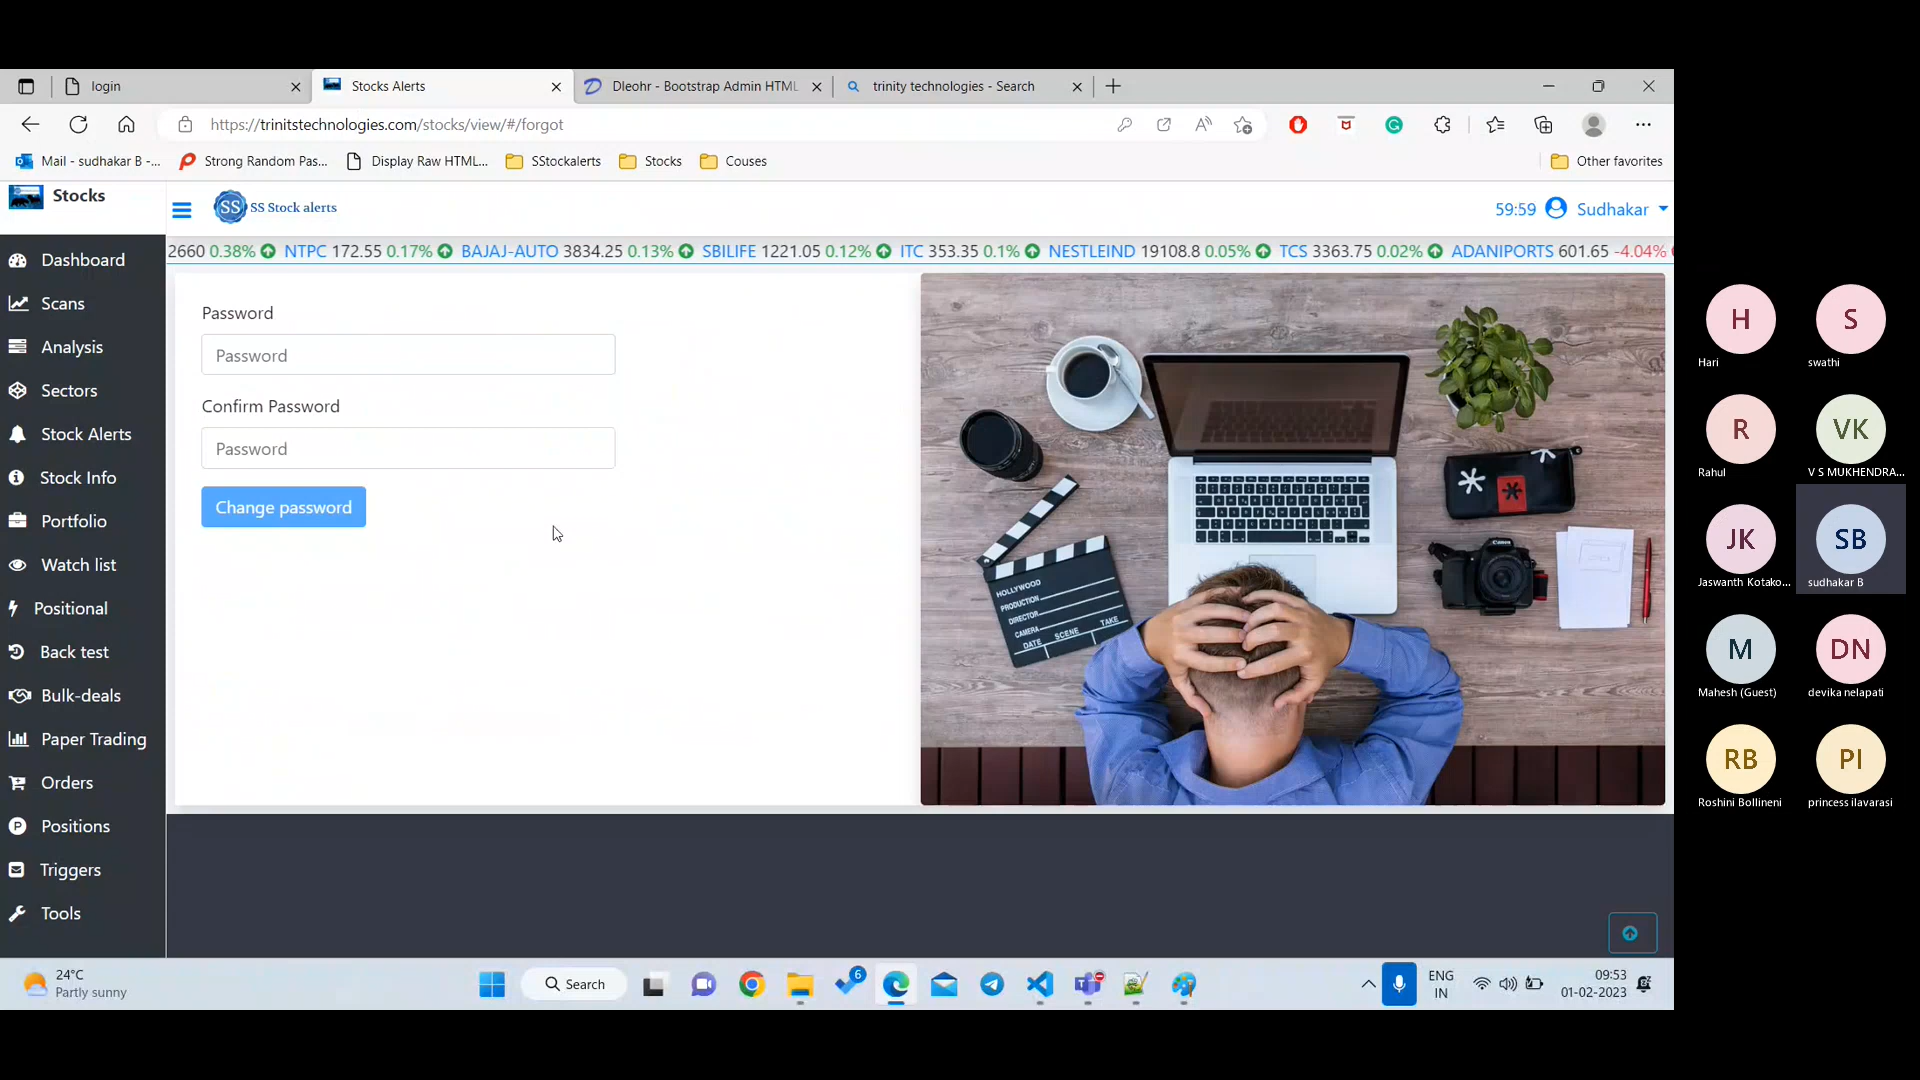 login
Stocks Alerts
Dleohr - Bootstrap Admin HTML
trinity technologies - Search
https://trinitstechnologies.com/stocks/view/#/forgot
Mail - sudhakar B -...
Strong Random Pas...
Display Raw HTML...
SStockalerts
Stocks
Couses
Other favorites
Stocks
SS SS Stock alerts
59:59 Sudhakar
2660 0.38% NTPC 172.55 0.17% BAJAJ-AUTO 3834.25 0.13% SBILIFE 1221.05 0.12% ITC 353.35 0.1% NESTLEIND 19108.8 0.05% TCS 3363.75 0.02% ADANIPORTS 601.65 -4.04%
Dashboard
Scans
Analysis
Sectors
Stock Alerts
Stock Info
Portfolio
Watch list
Positional
Back test
Bulk-deals
Paper Trading
Orders
Positions
Triggers
Tools
Password
Password
Confirm Password
Password
Change password
HOLLYWOOD
PRODUCTION
DIRECTOR
CAMERA
DATE SCENE TAKE
Canon
H
Hari
S
swathi
R
Rahul
VK
V S MUKHENDRA...
JK
Jaswanth Kotako...
SB
sudhakar B
M
Mahesh (Guest)
DN
devika nelapati
RB
Roshini Bollineni
PI
princess ilavarasi
24°C
Partly sunny
Search
6
ENG
IN
09:53
01-02-2023